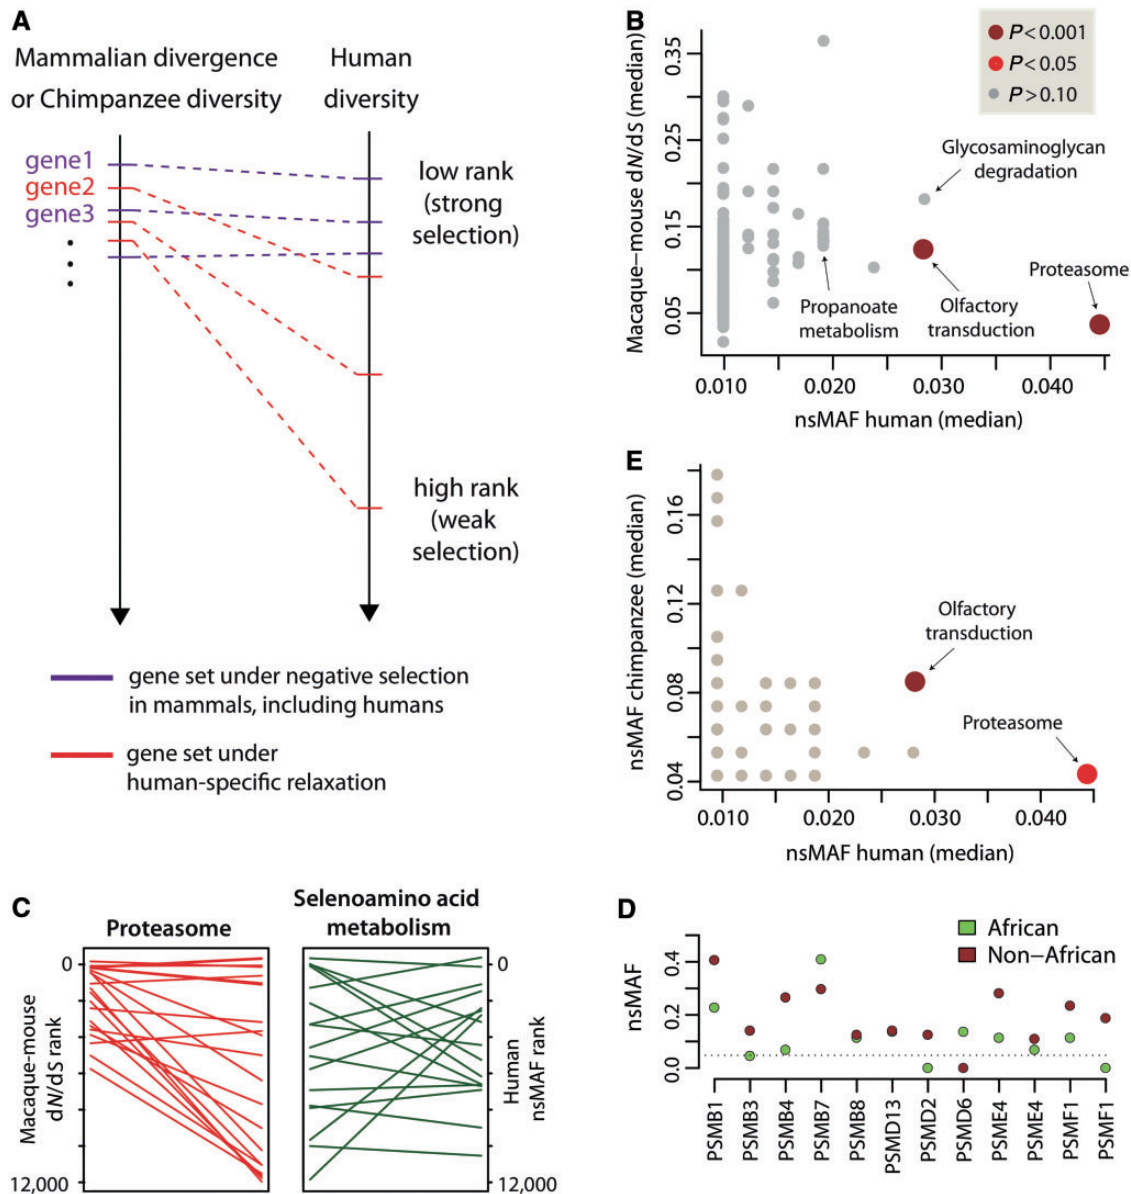 A
Mammalian divergence
or Chimpanzee diversity
Human
diversity
gene1
gene2
gene3
low rank
(strong
selection)
high rank
(weak
selection)
gene set under negative selection
in mammals, including humans
gene set under
human-specific relaxation
B
Macaque–mouse dN/dS (median)
0.35
0.25
0.15
0.05
P<0.001
P<0.05
P>0.10
Glycosaminoglycan
degradation
Proteasome
Propanoate
metabolism
Olfactory
transduction
0.010
0.020
0.030
0.040
nsMAF human (median)
E
nsMAF chimpanzee (median)
0.16
0.12
0.08
0.04
Olfactory
transduction
Proteasome
0.010
0.020
0.030
0.040
nsMAF human (median)
C
Proteasome
Selenoamino acid
metabolism
Macaque-mouse
dN/dS rank
0
12,000
Human
nsMAF rank
0
12,000
D
African
Non–African
nsMAF
0.4
0.2
0.0
PSMB1
PSMB3
PSMB4
PSMB7
PSMB8
PSMD13
PSMD2
PSMD6
PSME4
PSME4
PSMF1
PSMF1